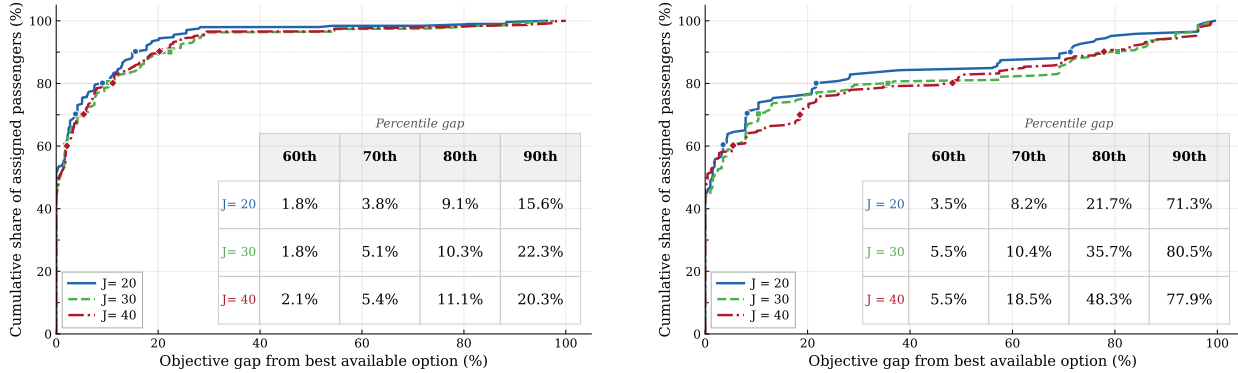 Cumulative share of assigned passengers (%)
100
80
60
40
20
0
Percentile gap
60th 70th 80th 90th
J= 20 1.8% 3.8% 9.1% 15.6%
J= 30 1.8% 5.1% 10.3% 22.3%
J= 40 2.1% 5.4% 11.1% 20.3%
J= 20
J= 30
J= 40
0 20 40 60 80 100
Objective gap from best available option (%)
Cumulative share of assigned passengers (%)
100
80
60
40
20
0
Percentile gap
60th 70th 80th 90th
J = 20 3.5% 8.2% 21.7% 71.3%
J = 30 5.5% 10.4% 35.7% 80.5%
J = 40 5.5% 18.5% 48.3% 77.9%
J = 20
J = 30
J = 40
0 20 40 60 80 100
Objective gap from best available option (%)